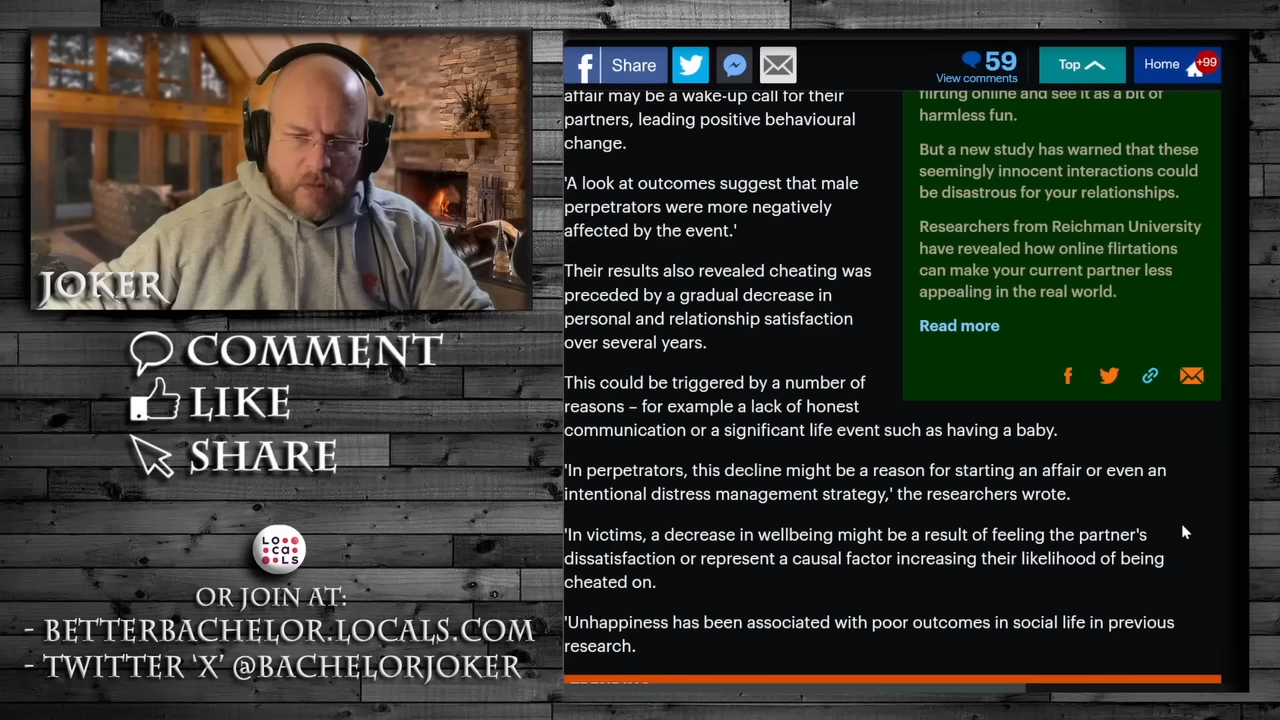 JOKER
COMMENT
LIKE
SHARE
LOcaLS
OR JOIN AT:
- BETTERBACHELOR.LOCALS.COM
- TWITTER 'X' @BACHELORJOKER
f Share
59
View comments
Top
Home
+99
affair may be a wake-up call for their
partners, leading positive behavioural
change.
'A look at outcomes suggest that male
perpetrators were more negatively
affected by the event.'
Their results also revealed cheating was
preceded by a gradual decrease in
personal and relationship satisfaction
over several years.
This could be triggered by a number of
reasons – for example a lack of honest
communication or a significant life event such as having a baby.
'In perpetrators, this decline might be a reason for starting an affair or even an
intentional distress management strategy,' the researchers wrote.
'In victims, a decrease in wellbeing might be a result of feeling the partner's
dissatisfaction or represent a causal factor increasing their likelihood of being
cheated on.
'Unhappiness has been associated with poor outcomes in social life in previous
research.
flirting online and see it as a bit of
harmless fun.
But a new study has warned that these
seemingly innocent interactions could
be disastrous for your relationships.
Researchers from Reichman University
have revealed how online flirtations
can make your current partner less
appealing in the real world.
Read more